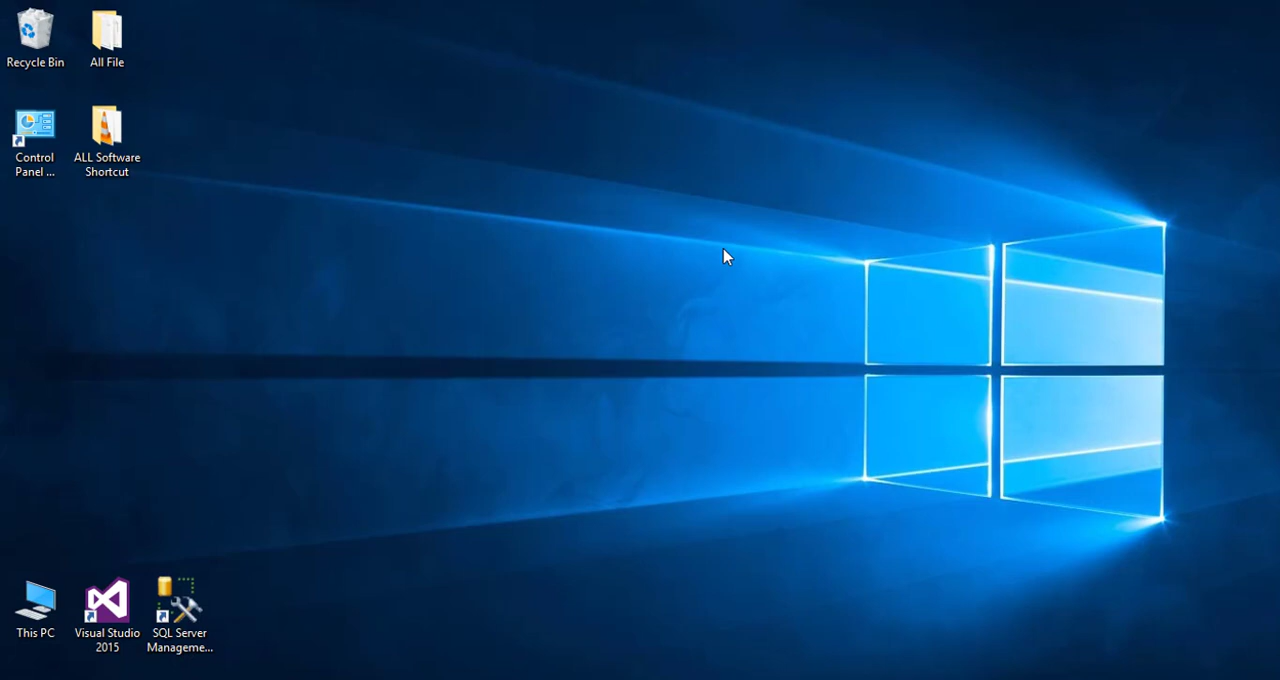 Recycle Bin
All File
Control
Panel ...
ALL Software
Shortcut
This PC
Visual Studio
2015
SQL Server
Manageme...